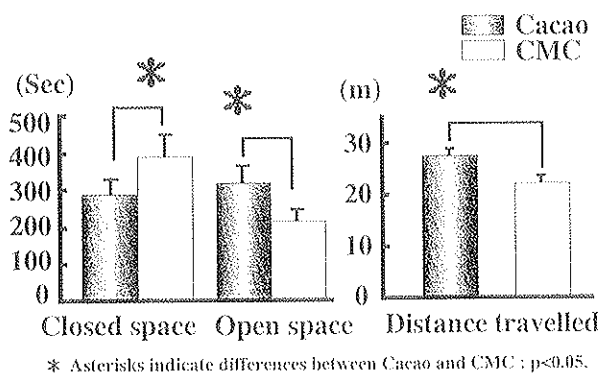 Cacao
CMC
(Sec)
500
400
300
200
100
0
Closed space
Open space
(m)
30
20
10
0
Distance travelled
* Asterisks indicate differences between Cacao and CMC : p<0.05.